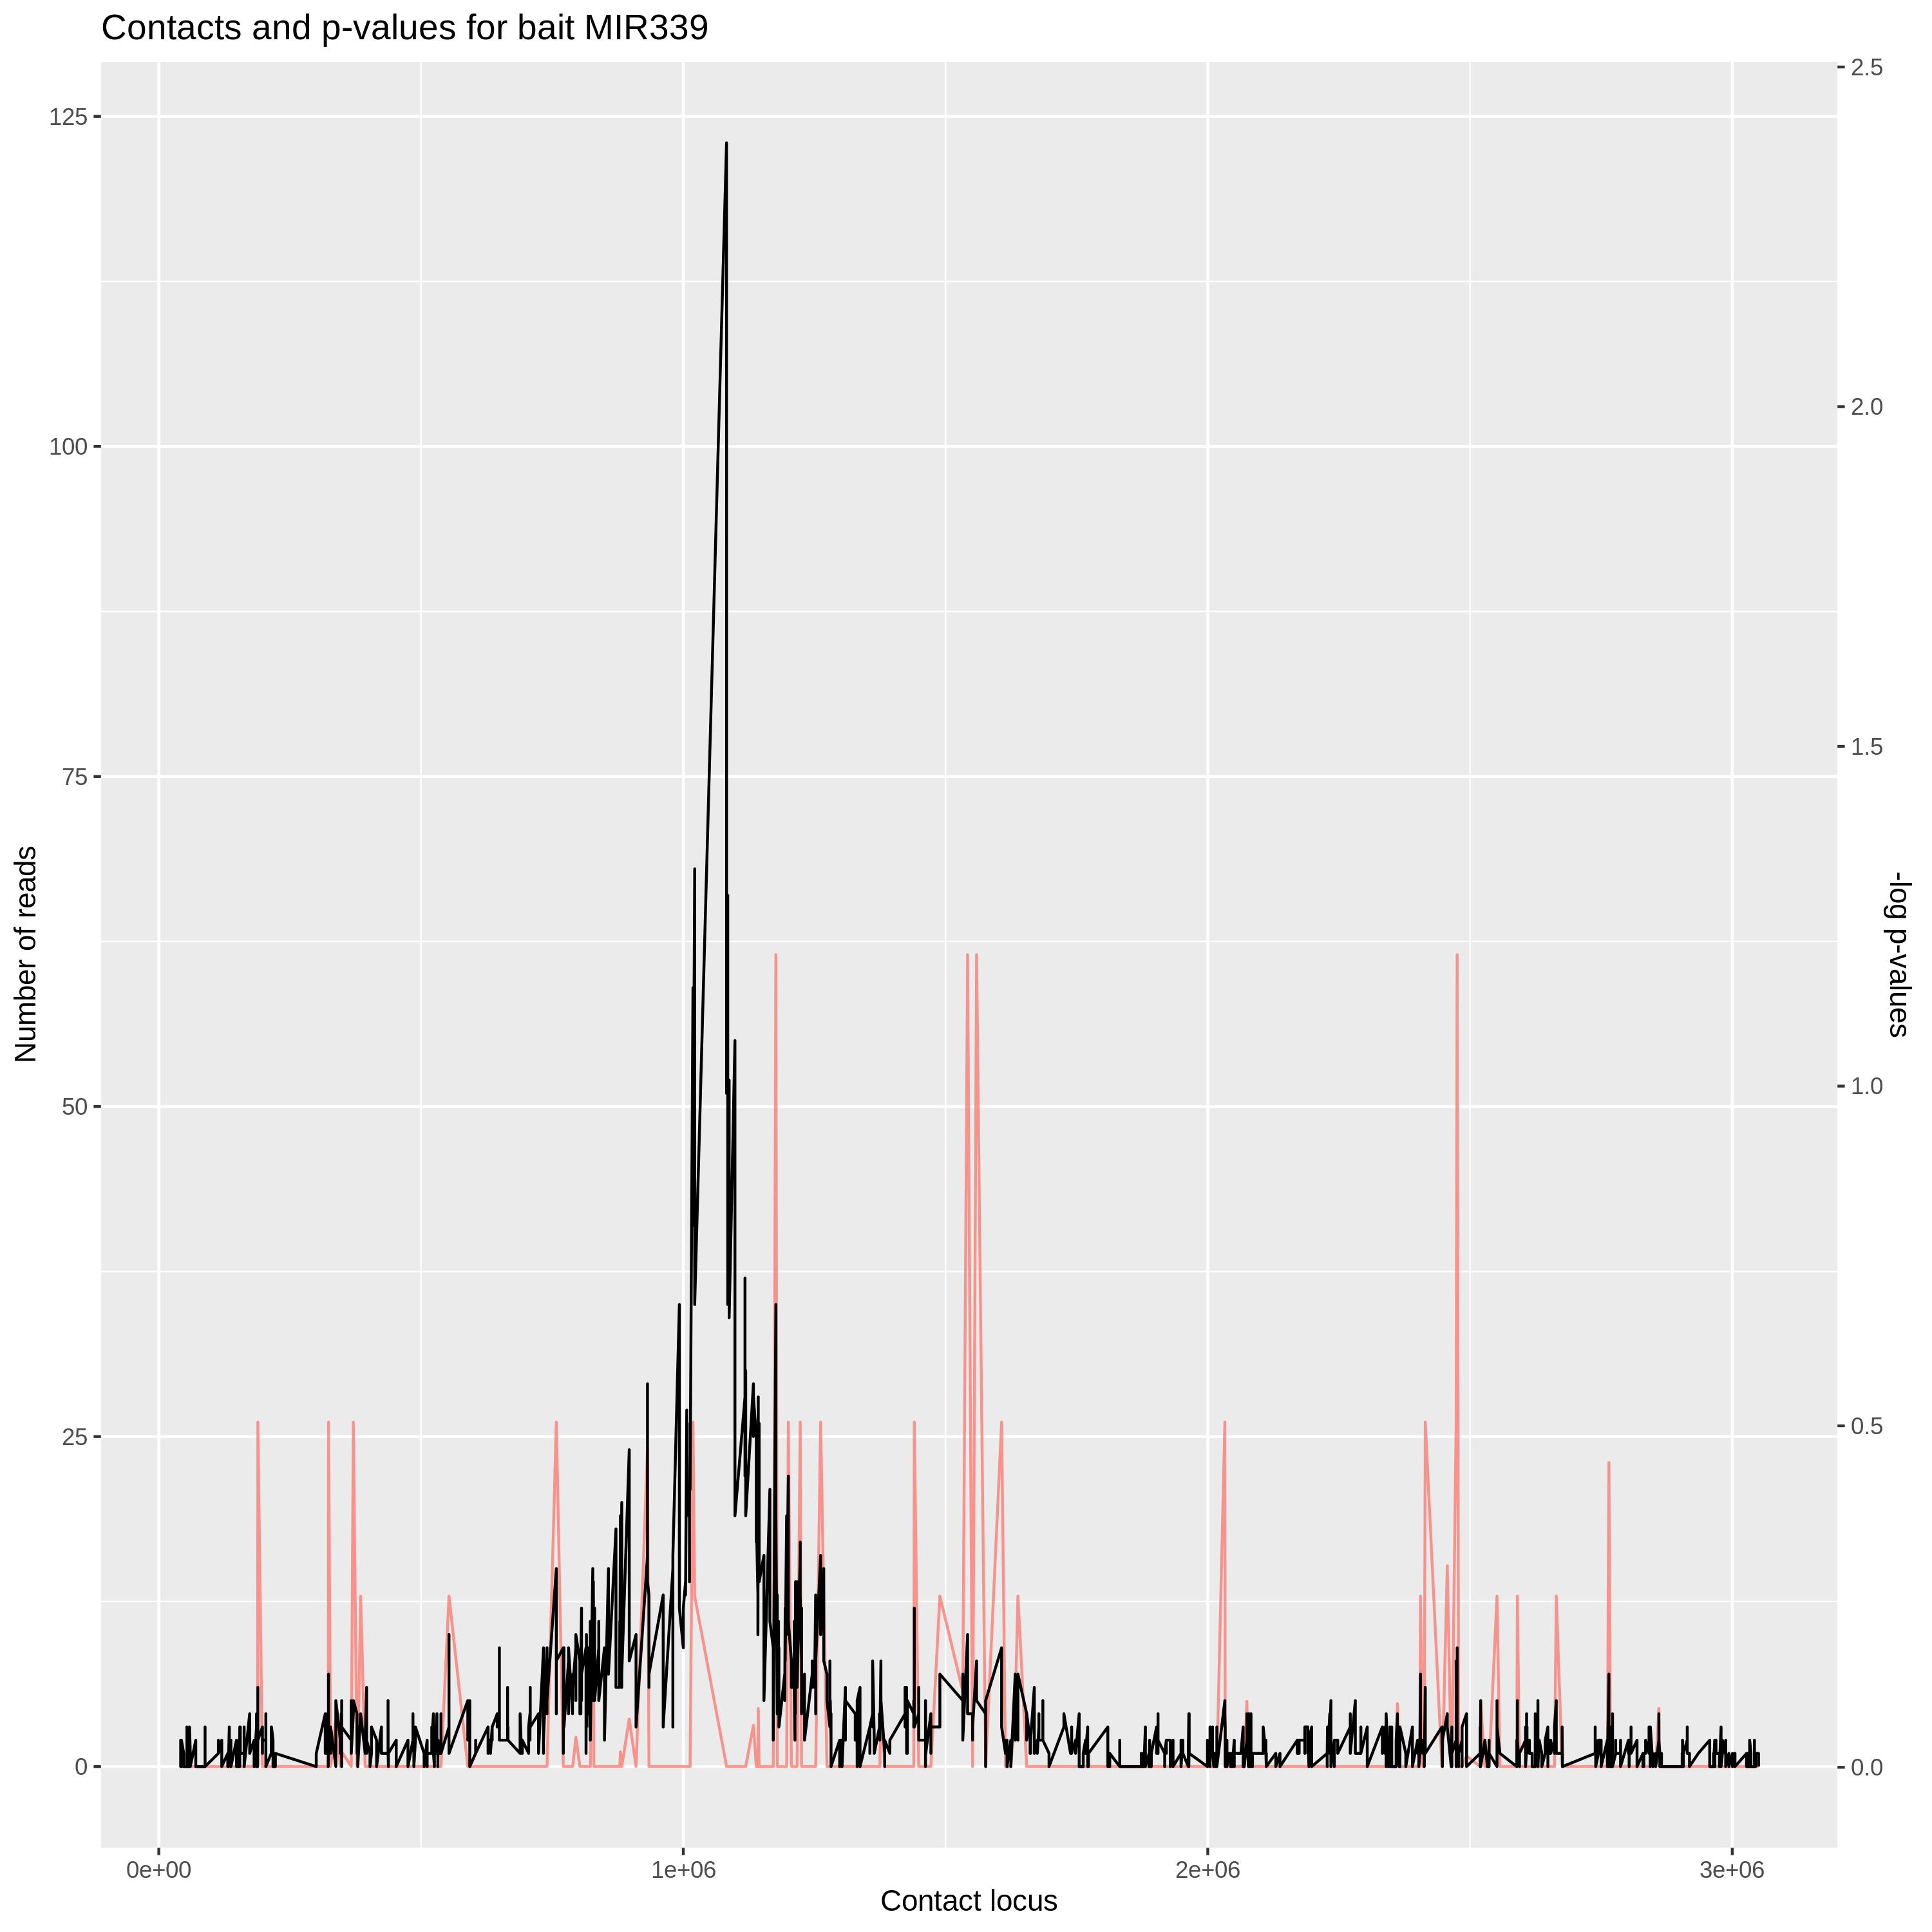 Contacts and p-values for bait MIR339
125
100
75
50
25
0
Number of reads
2.5
2.0
1.5
1.0
0.5
0.0
-log p-values
0e+00
1e+06
2e+06
3e+06
Contact locus